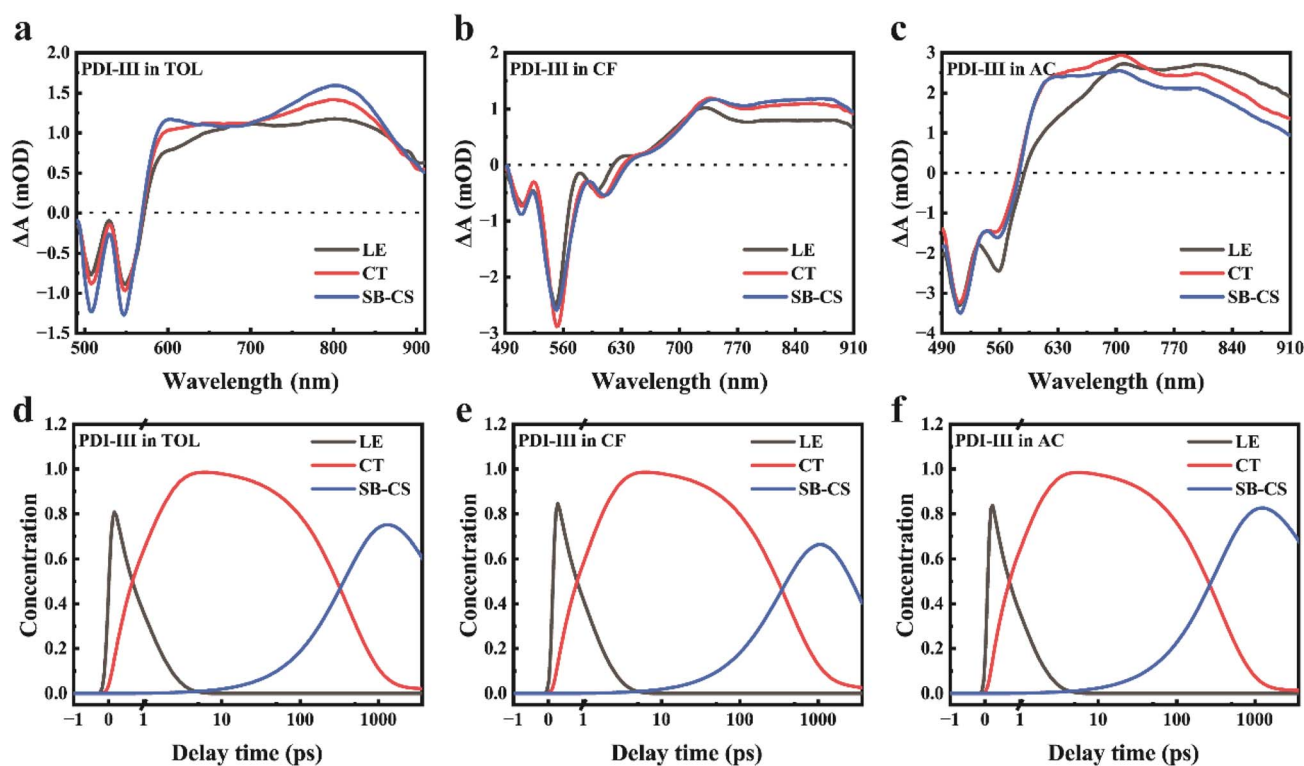 a
PDI-III in TOL
2.0
1.5
1.0
0.5
0.0
−0.5
−1.0
−1.5
ΔA (mOD)
LE
CT
SB-CS
500
600
700
800
900
Wavelength (nm)
b
PDI-III in CF
2
1
0
−1
−2
−3
ΔA (mOD)
LE
CT
SB-CS
490
560
630
700
770
840
910
Wavelength (nm)
c
PDI-III in AC
3
2
1
0
−1
−2
−3
−4
ΔA (mOD)
LE
CT
SB-CS
490
560
630
700
770
840
910
Wavelength (nm)
d
PDI-III in TOL
1.2
1.0
0.8
0.6
0.4
0.2
0.0
Concentration
LE
CT
SB-CS
−1
0
1
10
100
1000
Delay time (ps)
e
PDI-III in CF
1.2
1.0
0.8
0.6
0.4
0.2
0.0
Concentration
LE
CT
SB-CS
−1
0
1
10
100
1000
Delay time (ps)
f
PDI-III in AC
1.2
1.0
0.8
0.6
0.4
0.2
0.0
Concentration
LE
CT
SB-CS
−1
0
1
10
100
1000
Delay time (ps)